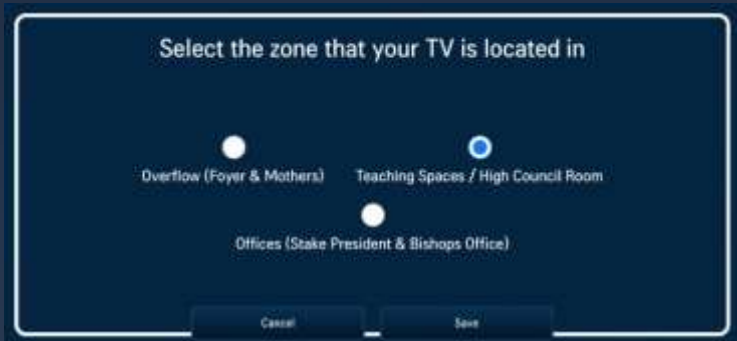 Select the zone that your TV is located in
Overflow (Foyer & Mothers)
Teaching Spaces / High Council Room
Offices (Stake President & Bishops Office)
Cancel
Save